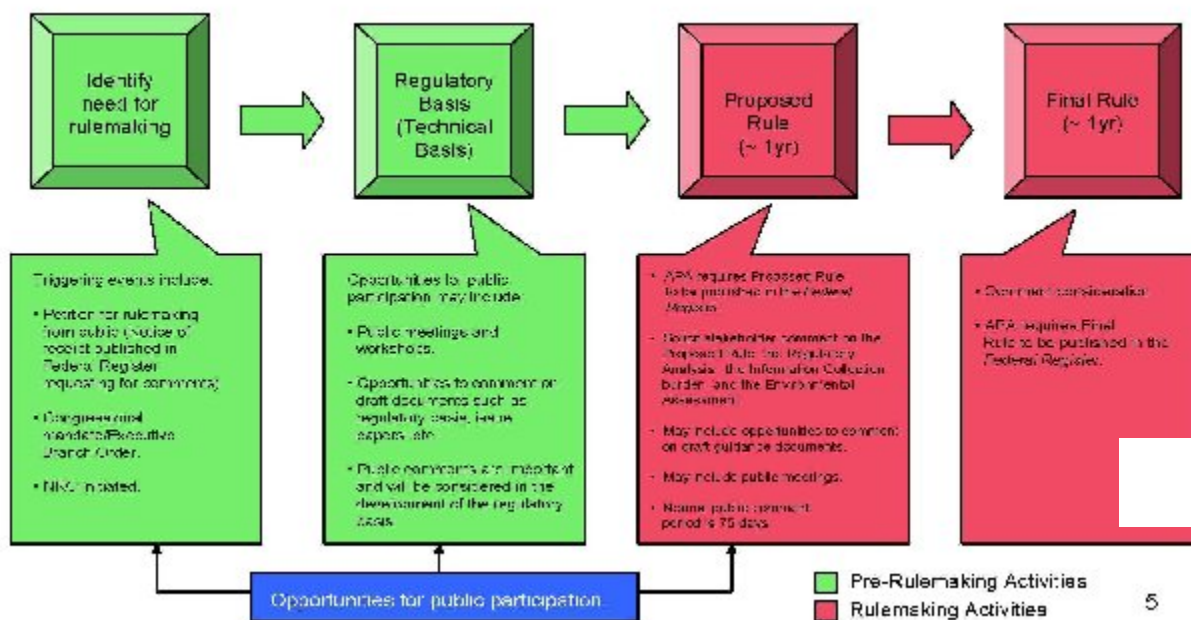 Identify
need for
rulemaking
Regulatory
Basis
(Technical
Basis)
Proposed
Rule
(~ 1yr)
Final Rule
(~ 1yr)
Triggering events include:
• Petition for rulemaking
from public (Notice of
receipt published in
Federal Register
requesting for comments)
• Congressional
mandate/Executive
Branch Order.
• NRC initiated.
Opportunities for public
participation may include
• Public meetings and
workshops.
• Opportunities to comment on
draft documents such as
regulatory basis, issue
papers, etc.
• Public comments are important
and will be considered in the
development of the regulatory
basis
• APA requires Proposed Rule
to be published in the Federal
Register.
• stakeholder comment on the
Proposed Rule, the Regulatory
Analysis, the Information Collection
burden, and the Environmental
Assessment
• May include opportunities to comment
on draft guidance documents.
• May include public meetings.
• Normal public comment
period is 75 days.
• Comment consideration
• APA requires Final
Rule to be published in the
Federal Register.
Opportunities for public participation
Pre-Rulemaking Activities
Rulemaking Activities
5